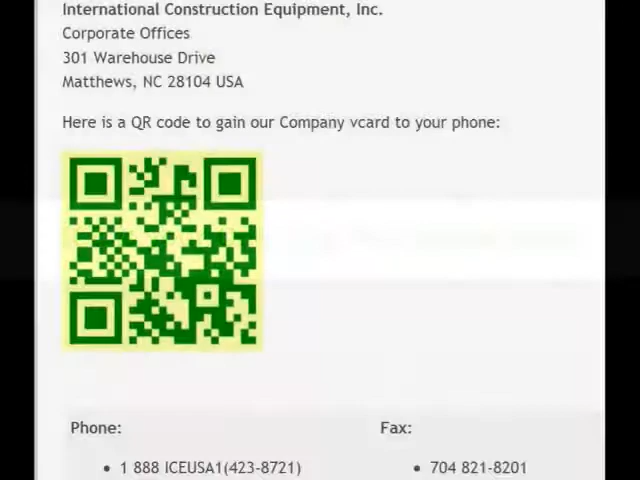 International Construction Equipment, Inc.
Corporate Offices
301 Warehouse Drive
Matthews, NC 28104 USA
Here is a QR code to gain our Company vcard to your phone:
Phone:
Fax:
• 1 888 ICEUSA1(423-8721)
• 704 821-8201